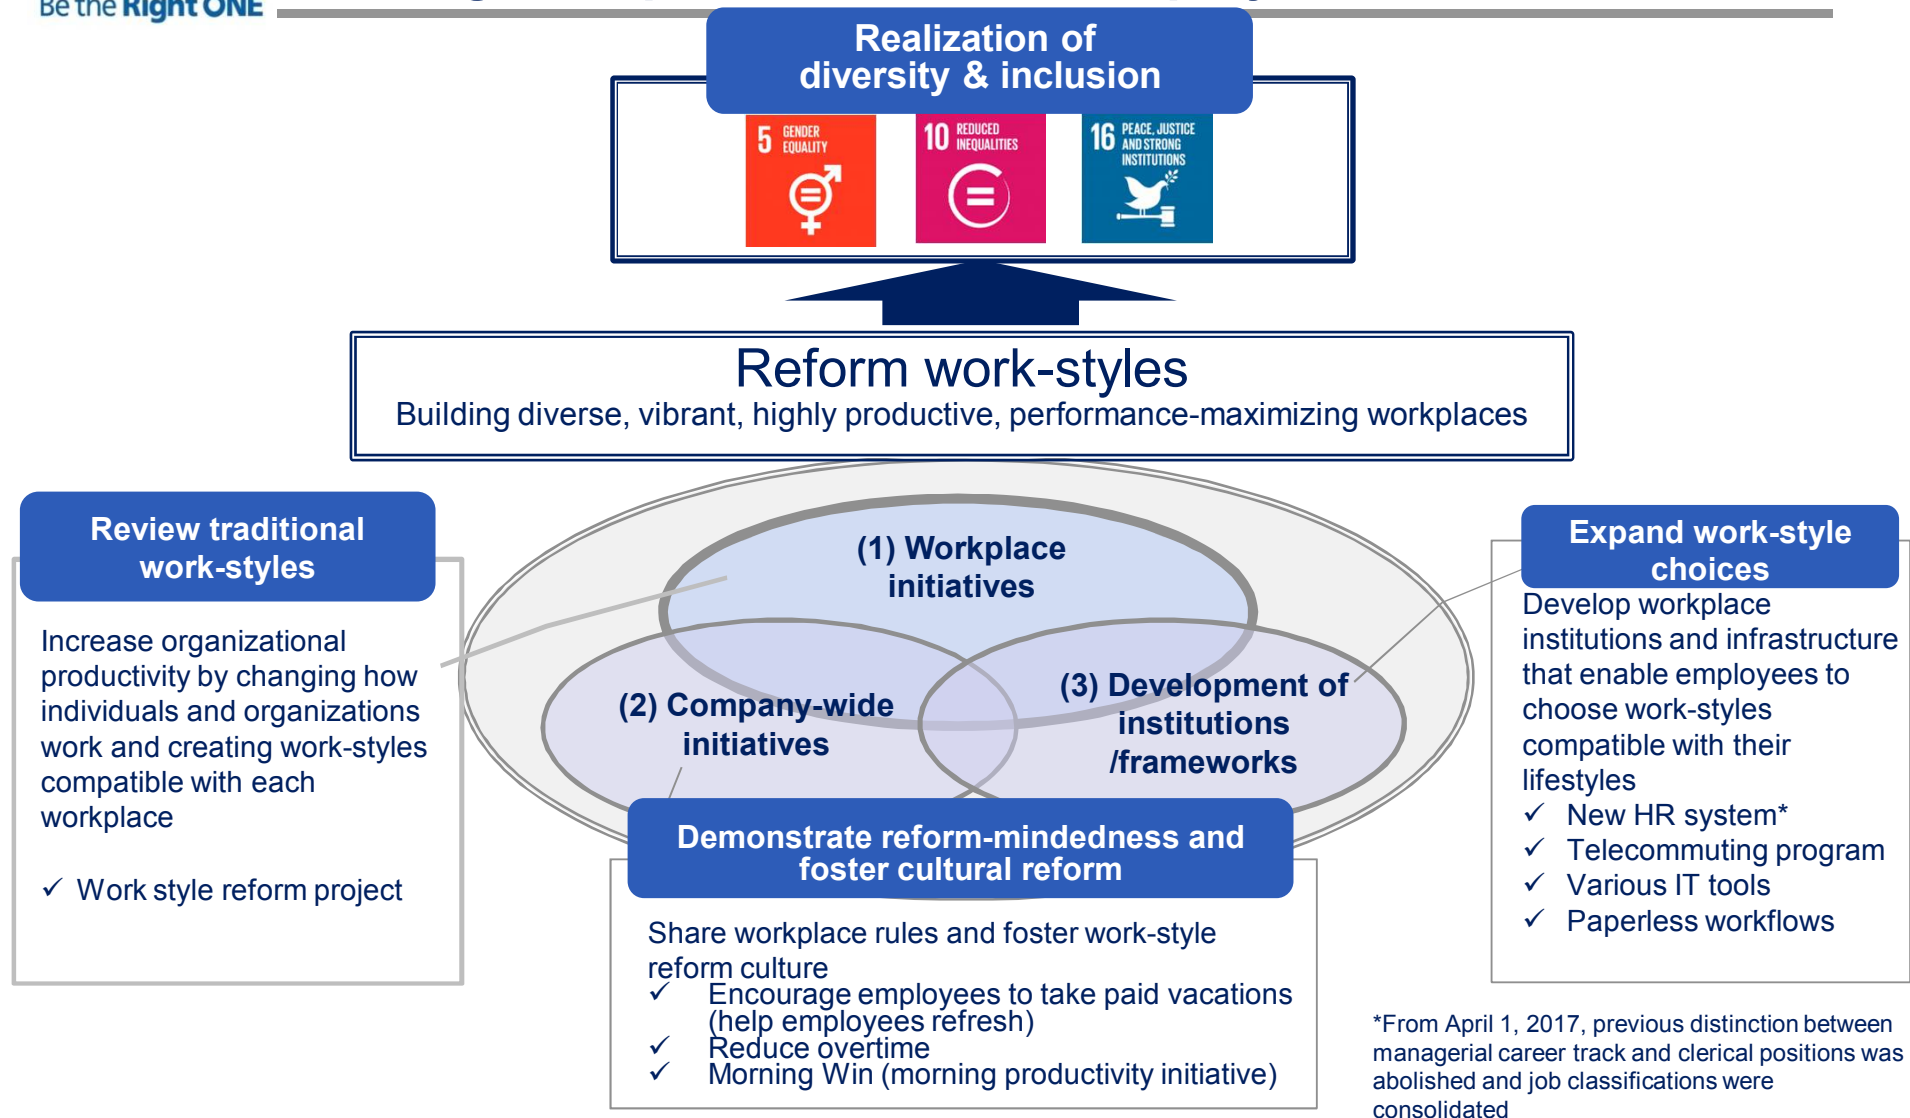 Be the Right ONE
Realization of
diversity & inclusion
5 GENDER
EQUALITY
10 REDUCED
INEQUALITIES
16 PEACE, JUSTICE
AND STRONG
INSTITUTIONS
Reform work-styles
Building diverse, vibrant, highly productive, performance-maximizing workplaces
Review traditional
work-styles
Increase organizational
productivity by changing how
individuals and organizations
work and creating work-styles
compatible with each
workplace
✓ Work style reform project
(1) Workplace
initiatives
(2) Company-wide
initiatives
(3) Development of
institutions
/frameworks
Demonstrate reform-mindedness and
foster cultural reform
Share workplace rules and foster work-style
reform culture
✓ Encourage employees to take paid vacations
(help employees refresh)
✓ Reduce overtime
✓ Morning Win (morning productivity initiative)
Expand work-style
choices
Develop workplace
institutions and infrastructure
that enable employees to
choose work-styles
compatible with their
lifestyles
✓ New HR system*
✓ Telecommuting program
✓ Various IT tools
✓ Paperless workflows
*From April 1, 2017, previous distinction between
managerial career track and clerical positions was
abolished and job classifications were
consolidated